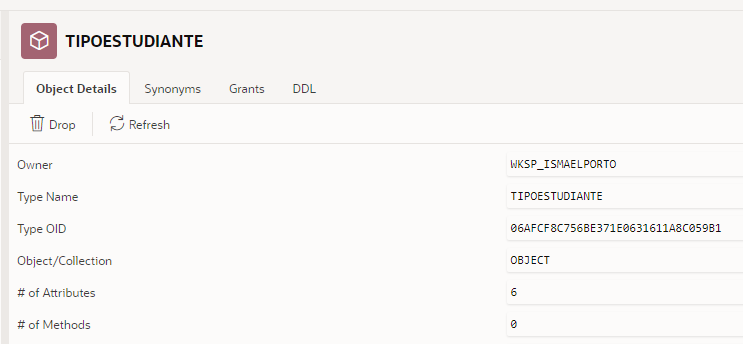 TIPOESTUDIANTE
Object Details Synonyms Grants DDL
Drop Refresh
Owner WKSP_ISMAELPORTO
Type Name TIPOESTUDIANTE
Type OID 06AFCF8C756BE371E0631611A8C059B1
Object/Collection OBJECT
# of Attributes 6
# of Methods 0